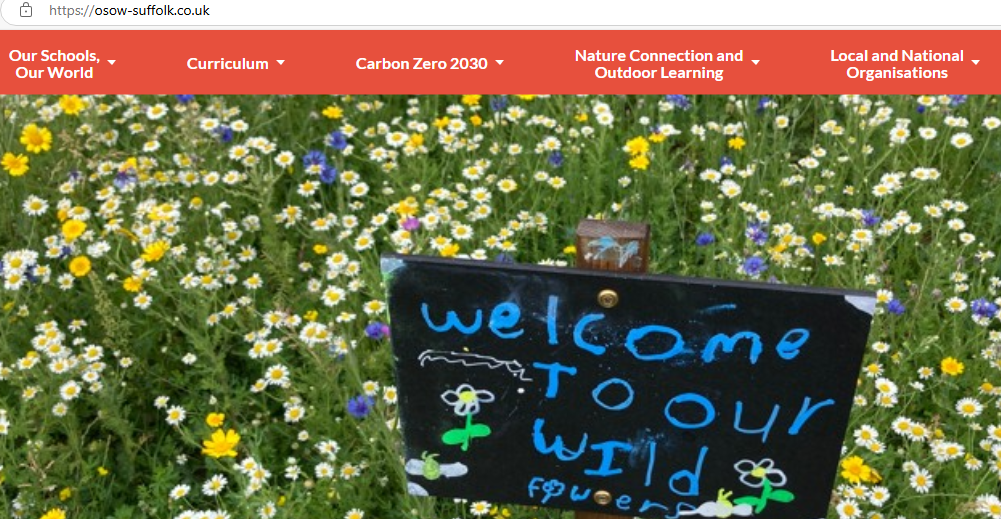 https://osow-suffolk.co.uk
Our Schools,
Our World
Curriculum
Carbon Zero 2030
Nature Connection and
Outdoor Learning
Local and National
Organisations
welcome
To our
wIld
flowers